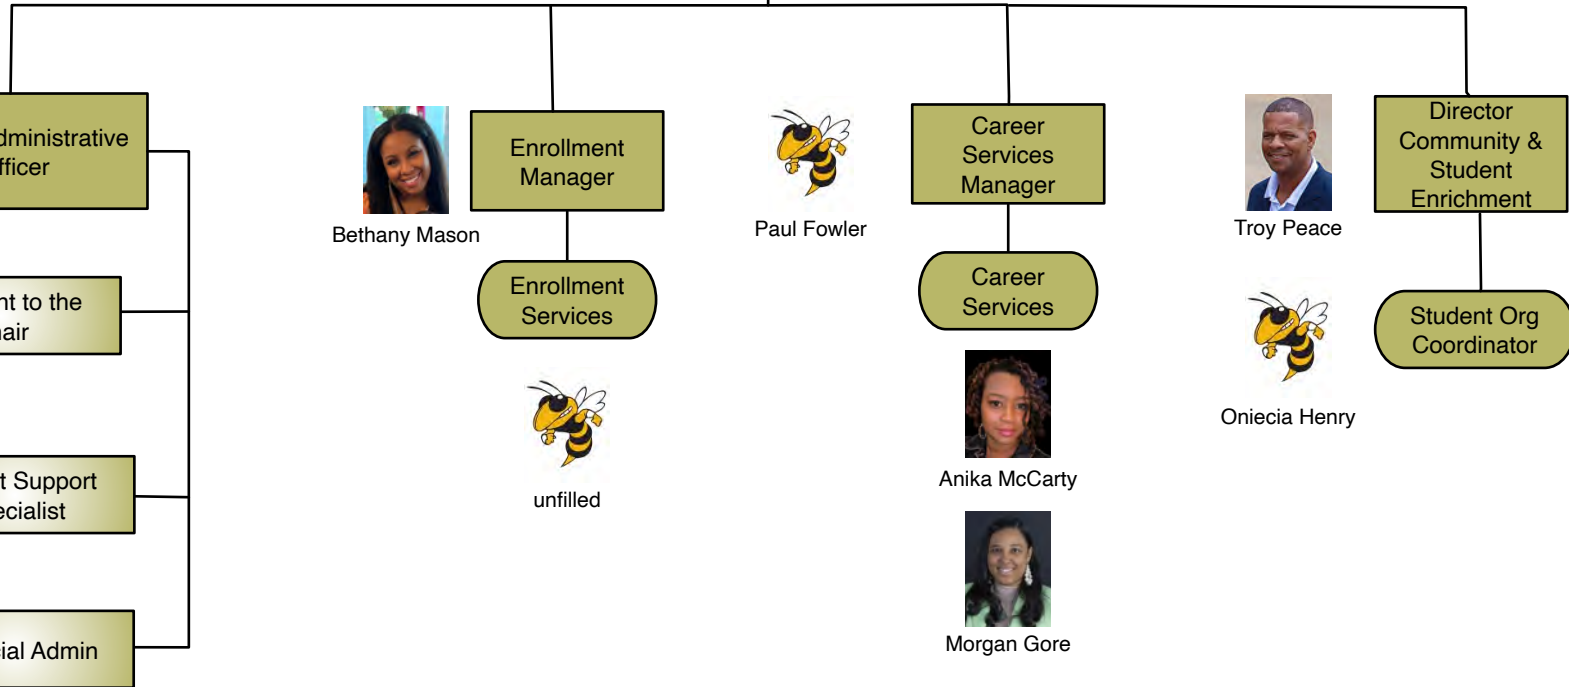 dministrative
fficer
nt to the
air
t Support
ecialist
ial Admin
Bethany Mason
Enrollment
Manager
Enrollment
Services
unfilled
Paul Fowler
Career
Services
Manager
Career
Services
Anika McCarty
Morgan Gore
Troy Peace
Director
Community &
Student
Enrichment
Oniecia Henry
Student Org
Coordinator